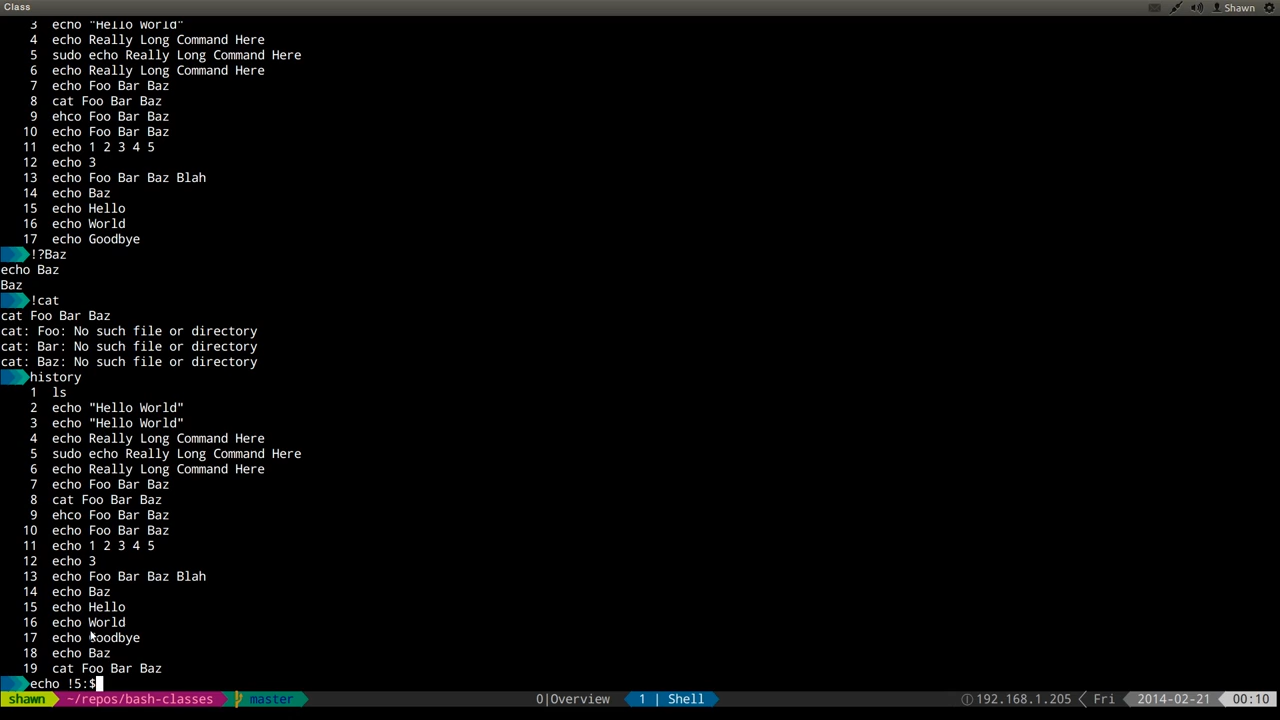 Class
Shawn
3 echo "Hello World"
4 echo Really Long Command Here
5 sudo echo Really Long Command Here
6 echo Really Long Command Here
7 echo Foo Bar Baz
8 cat Foo Bar Baz
9 ehco Foo Bar Baz
10 echo Foo Bar Baz
11 echo 1 2 3 4 5
12 echo 3
13 echo Foo Bar Baz Blah
14 echo Baz
15 echo Hello
16 echo World
17 echo Goodbye
!?Baz
echo Baz
Baz
!cat
cat Foo Bar Baz
cat: Foo: No such file or directory
cat: Bar: No such file or directory
cat: Baz: No such file or directory
history
1 ls
2 echo "Hello World"
3 echo "Hello World"
4 echo Really Long Command Here
5 sudo echo Really Long Command Here
6 echo Really Long Command Here
7 echo Foo Bar Baz
8 cat Foo Bar Baz
9 ehco Foo Bar Baz
10 echo Foo Bar Baz
11 echo 1 2 3 4 5
12 echo 3
13 echo Foo Bar Baz Blah
14 echo Baz
15 echo Hello
16 echo World
17 echo Goodbye
18 echo Baz
19 cat Foo Bar Baz
echo !5:$
shawn ~/repos/bash-classes master 0|Overview 1 | Shell 192.168.1.205 Fri 2014-02-21 00:10